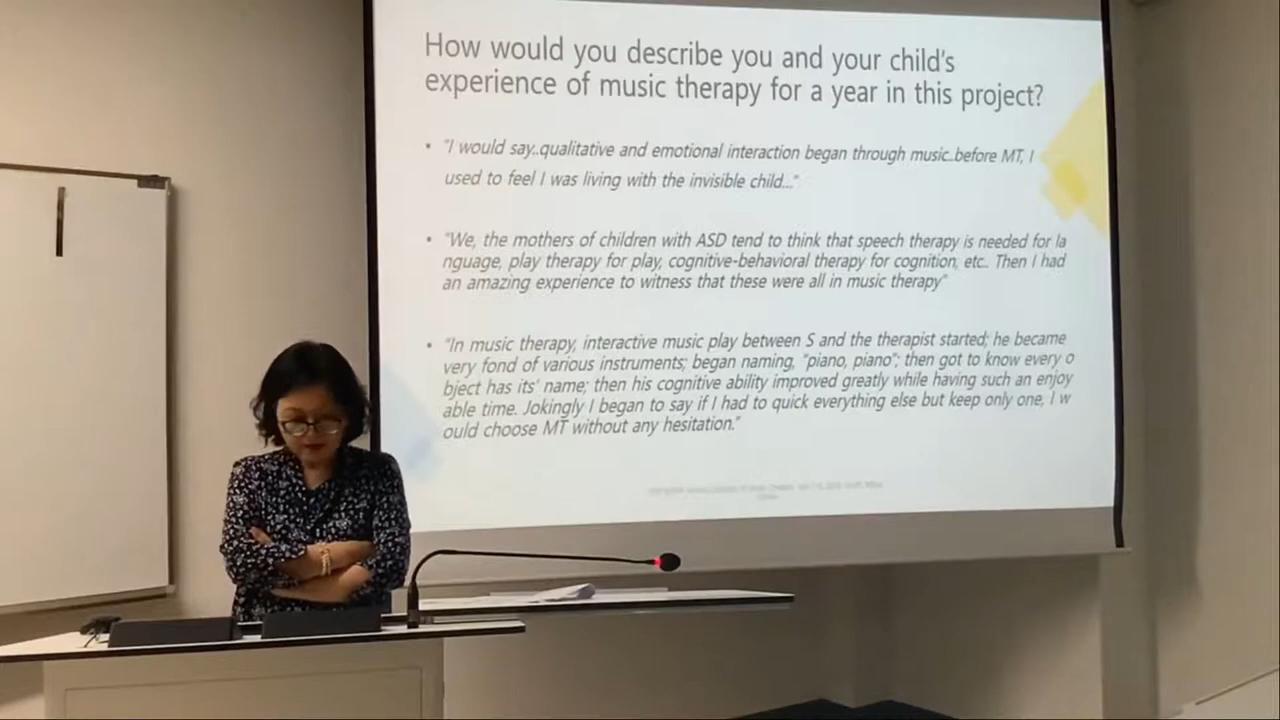 How would you describe you and your child's
experience of music therapy for a year in this project?
• "I would say..qualitative and emotional interaction began through music..before MT, I
used to feel I was living with the invisible child..."
• "We, the mothers of children with ASD tend to think that speech therapy is needed for la
nguage, play therapy for play, cognitive-behavioral therapy for cognition, etc.. Then I had
an amazing experience to witness that these were all in music therapy"
• "In music therapy, interactive music play between S and the therapist started; he became
very fond of various instruments; began naming, "piano, piano"; then got to know every o
bject has its' name; then his cognitive ability improved greatly while having such an enjoy
able time. Jokingly I began to say if I had to quick everything else but keep only one, I w
ould choose MT without any hesitation."